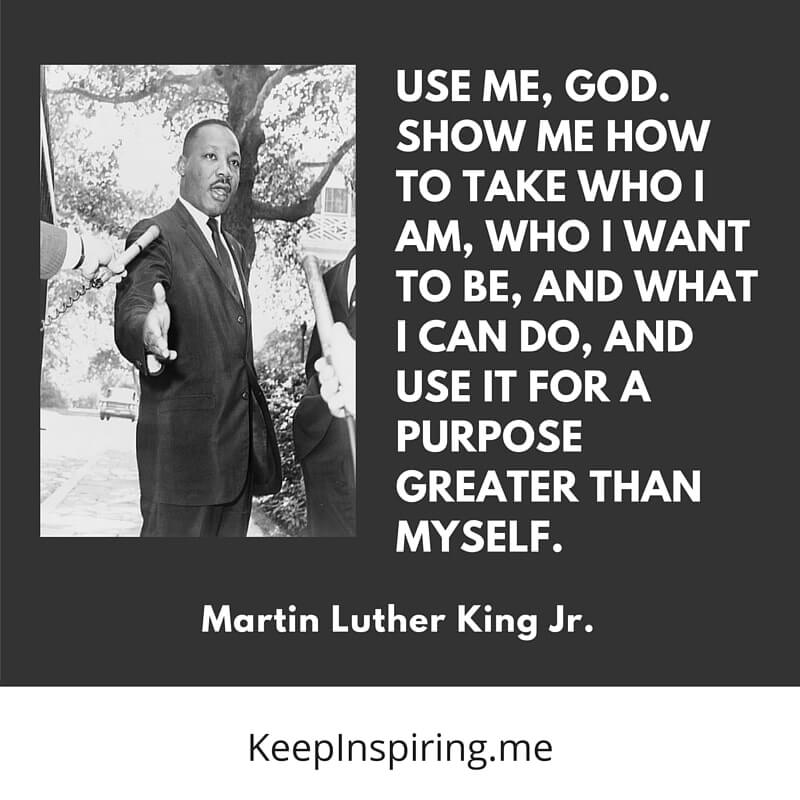 USE ME, GOD.
SHOW ME HOW
TO TAKE WHO I
AM, WHO I WANT
TO BE, AND WHAT
I CAN DO, AND
USE IT FOR A
PURPOSE
GREATER THAN
MYSELF.
Martin Luther King Jr.
KeepInspiring.me